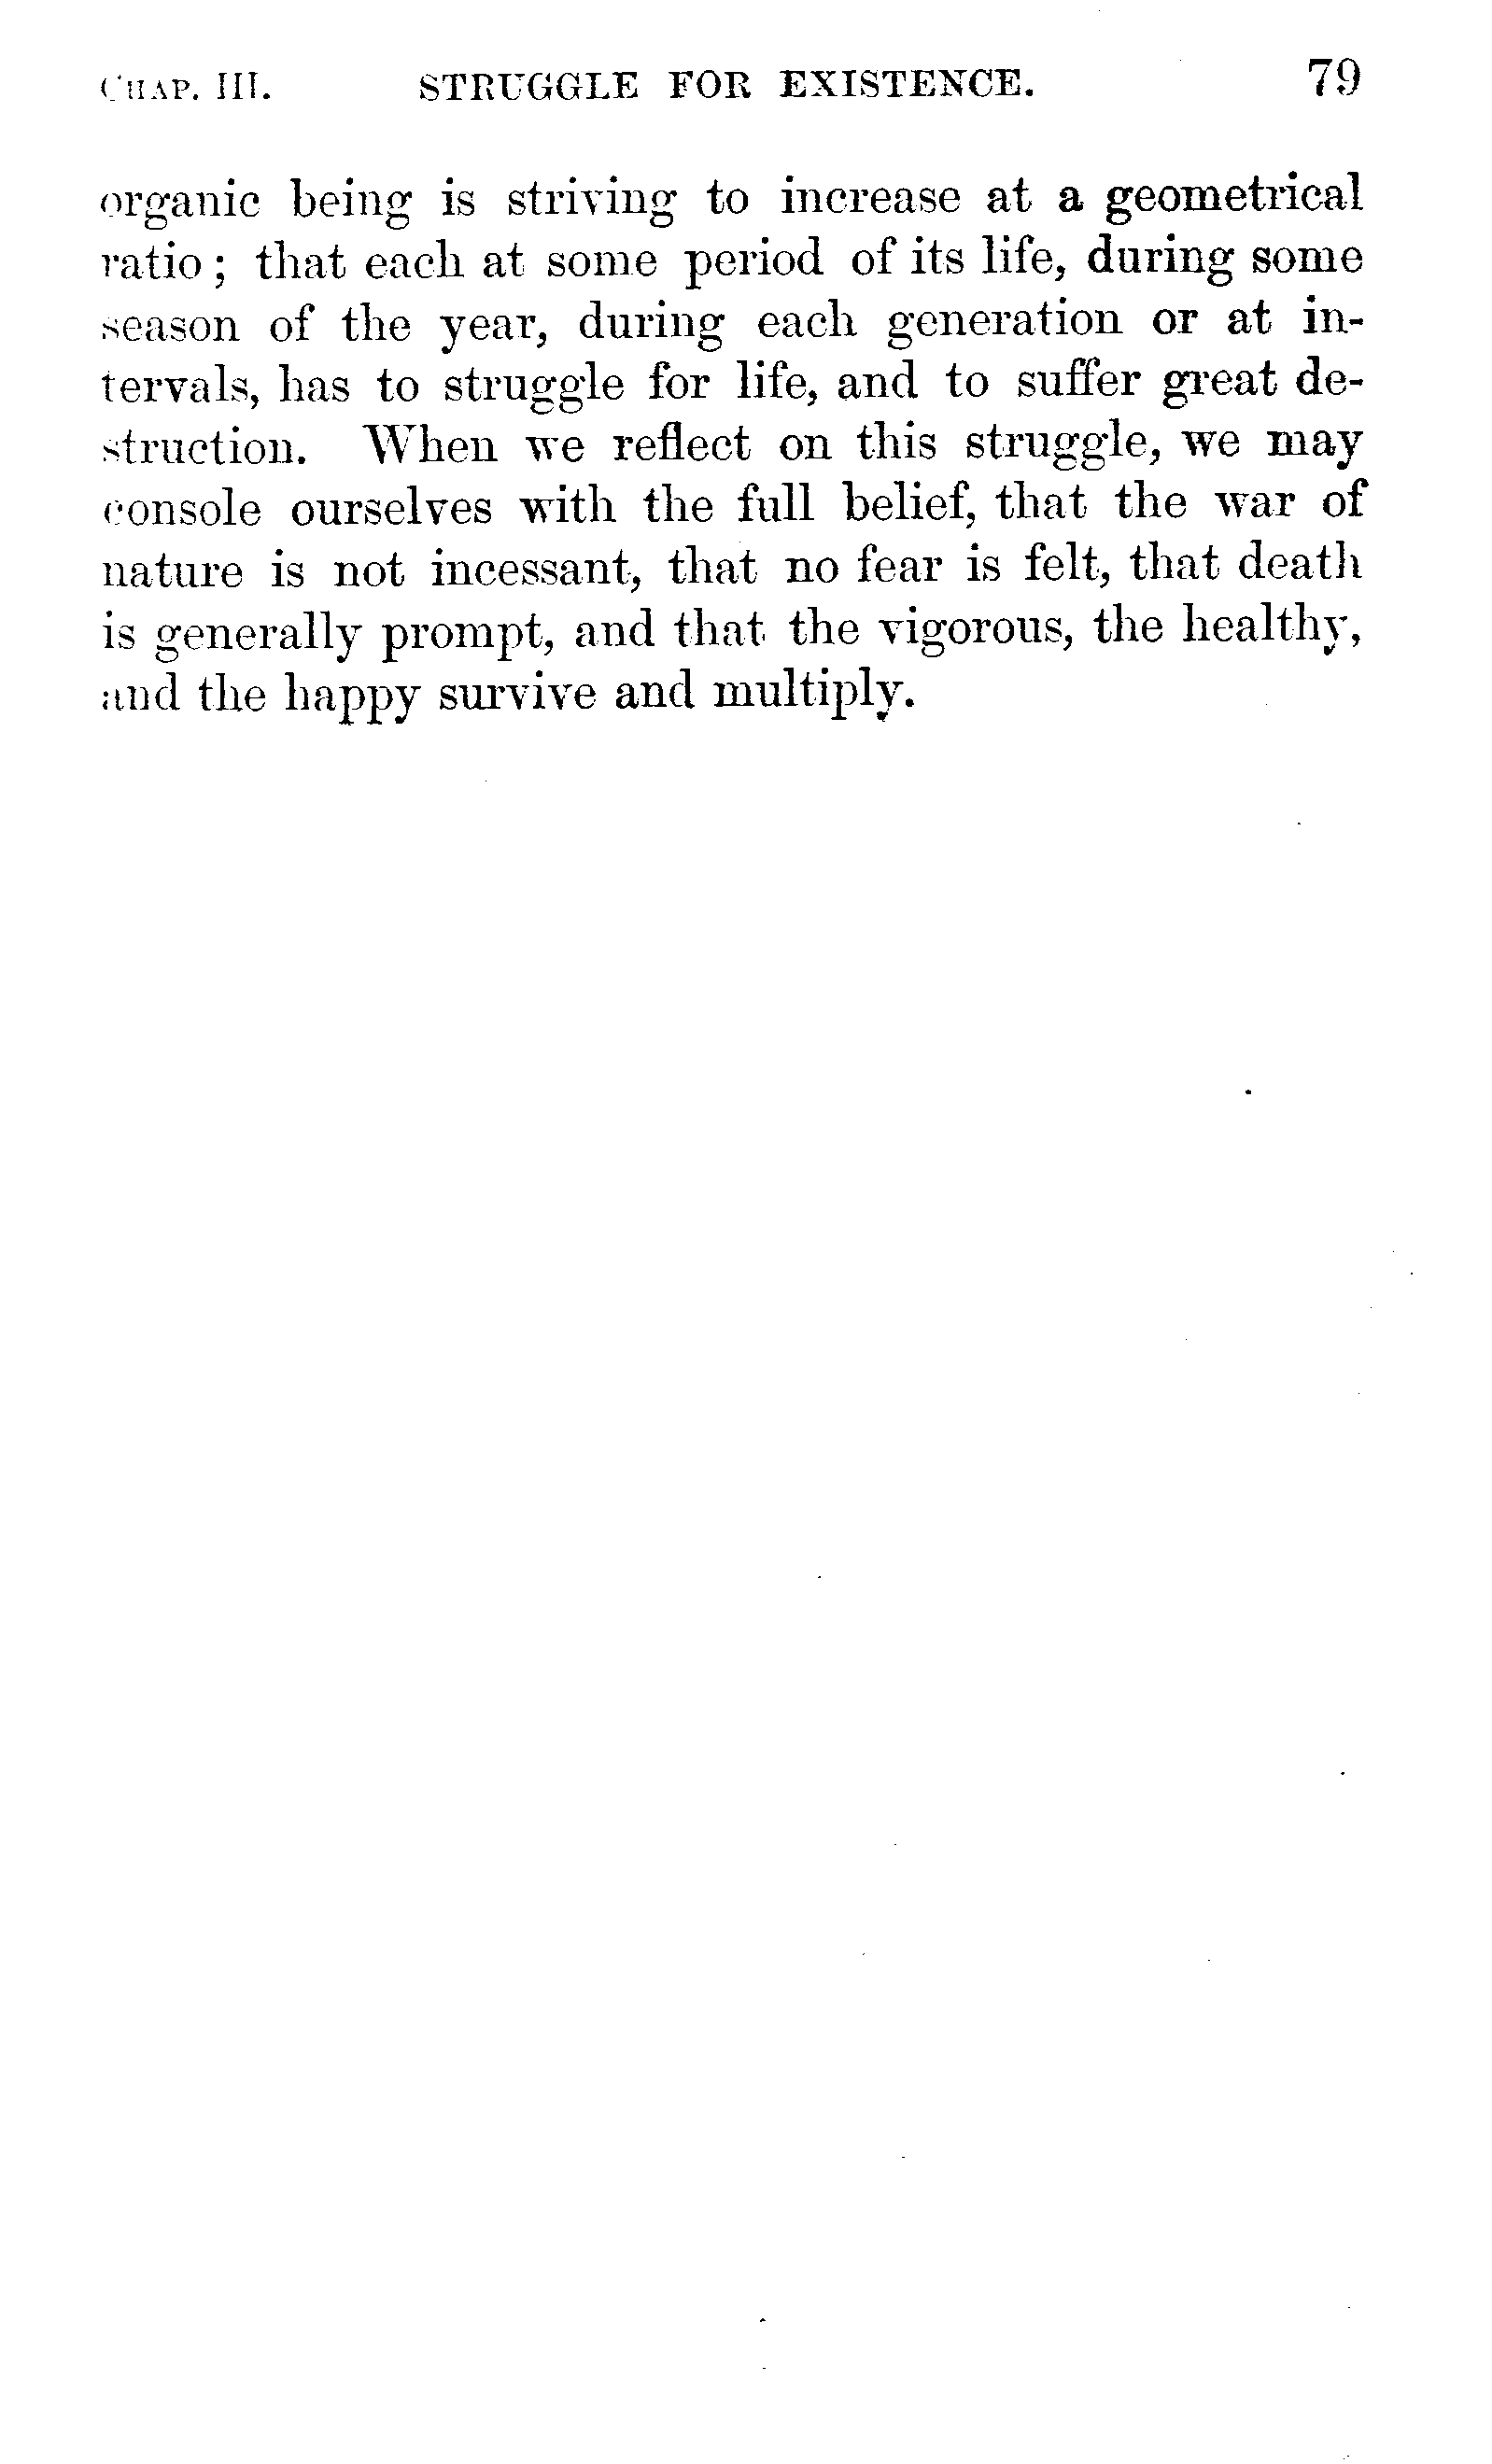 CHAP. III. STRUGGLE FOR EXISTENCE. 79
organic being is striving to increase at a geometrical
ratio; that each at some period of its life, during some
season of the year, during each generation or at in-
tervals, has to struggle for life, and to suffer great de-
struction. When we reflect on this struggle, we may
console ourselves with the full belief, that the war of
nature is not incessant, that no fear is felt, that death
is generally prompt, and that the vigorous, the healthy,
and the happy survive and multiply.